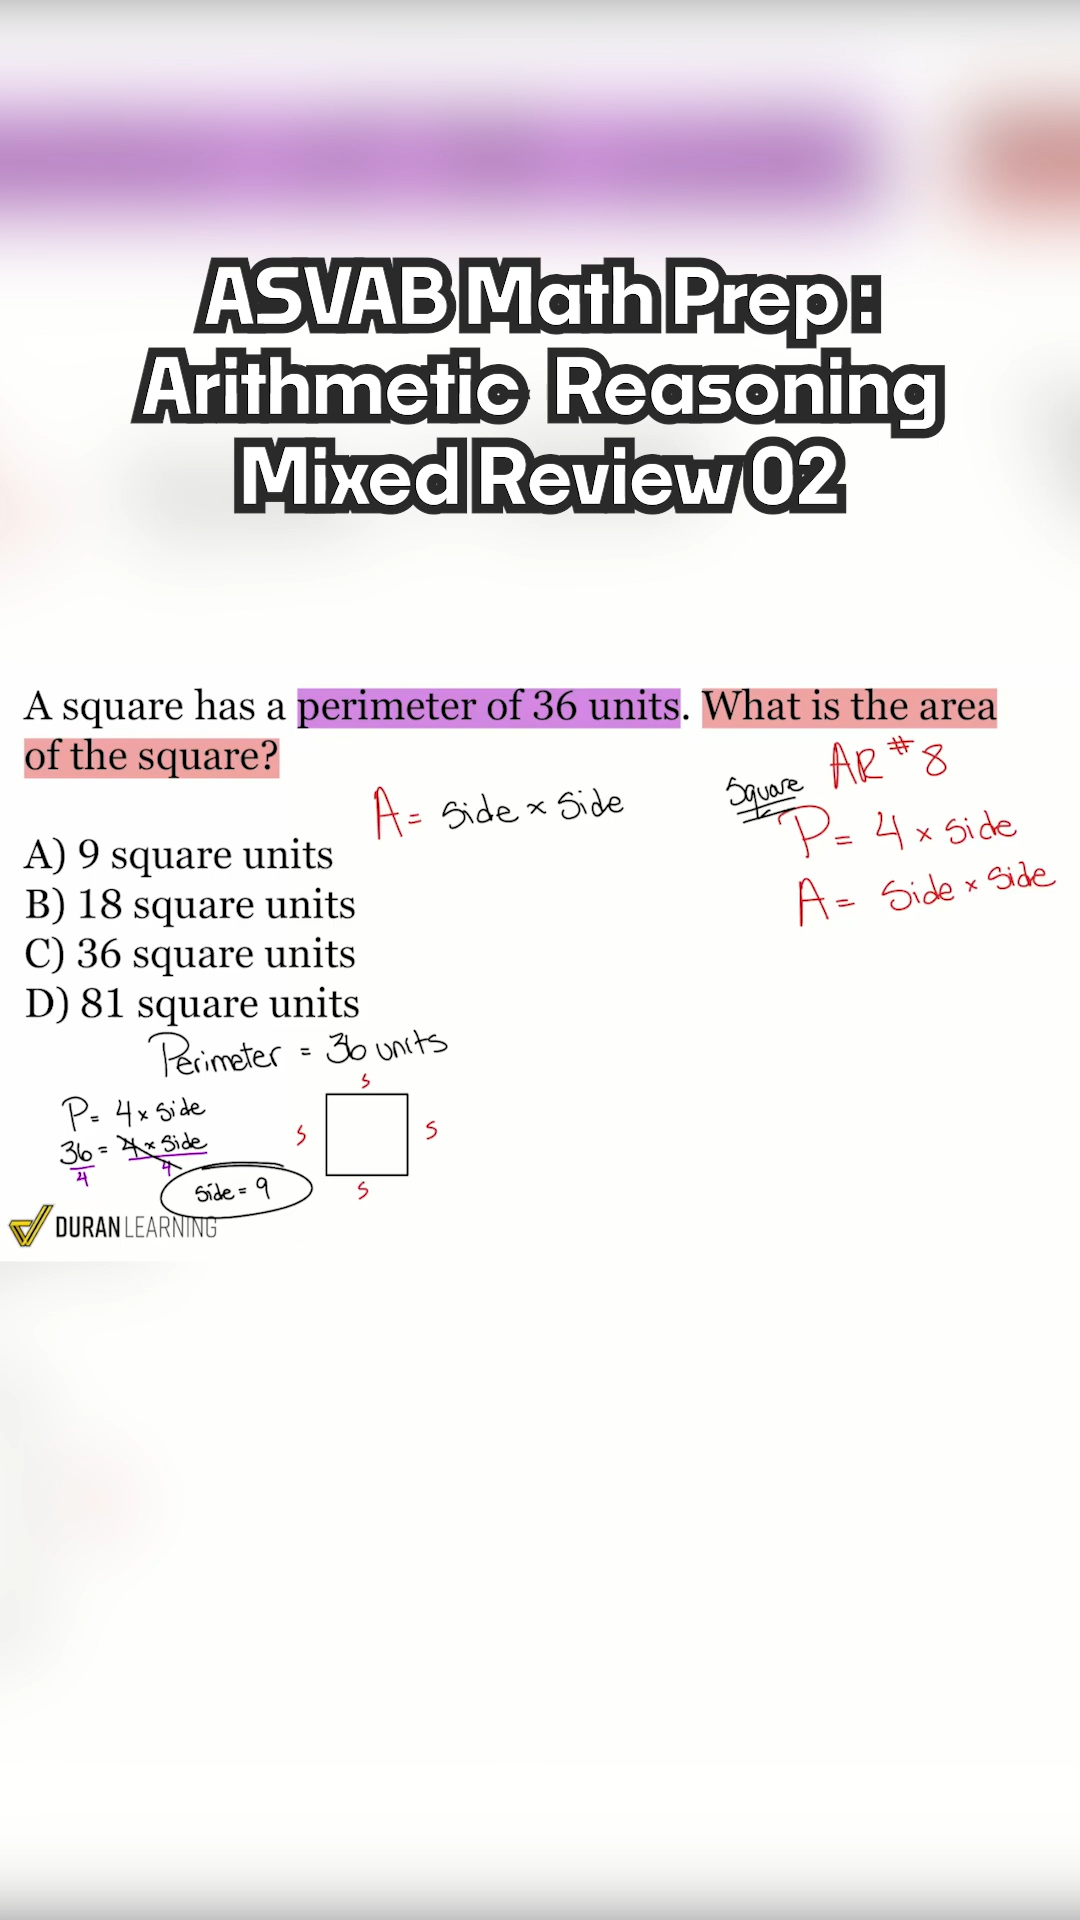 ASVAB Math Prep :
Arithmetic Reasoning
Mixed Review 02
A square has a perimeter of 36 units. What is the area
of the square?
AR #8
Square
P = 4 x side
A = side x side
A = side x side
A) 9 square units
B) 18 square units
C) 36 square units
D) 81 square units
Perimeter = 36 units
s
s
s
s
P = 4 x side
36 = 4 x side
4 4
side = 9
DURAN LEARNING